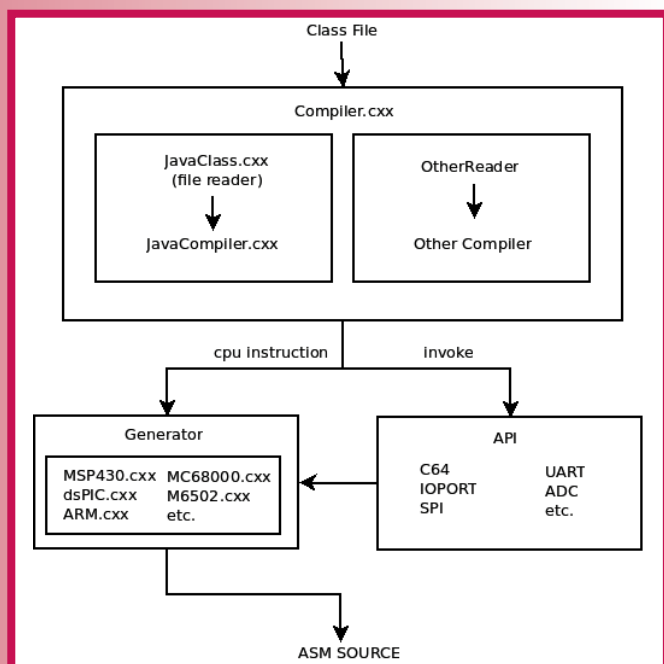 Class File
Compiler.cxx
JavaClass.cxx
(file reader)
JavaCompiler.cxx
OtherReader
Other Compiler
cpu instruction
invoke
Generator
MSP430.cxx
MC68000.cxx
dsPIC.cxx
M6502.cxx
ARM.cxx
etc.
API
C64
IOPORT
SPI
UART
ADC
etc.
ASM SOURCE